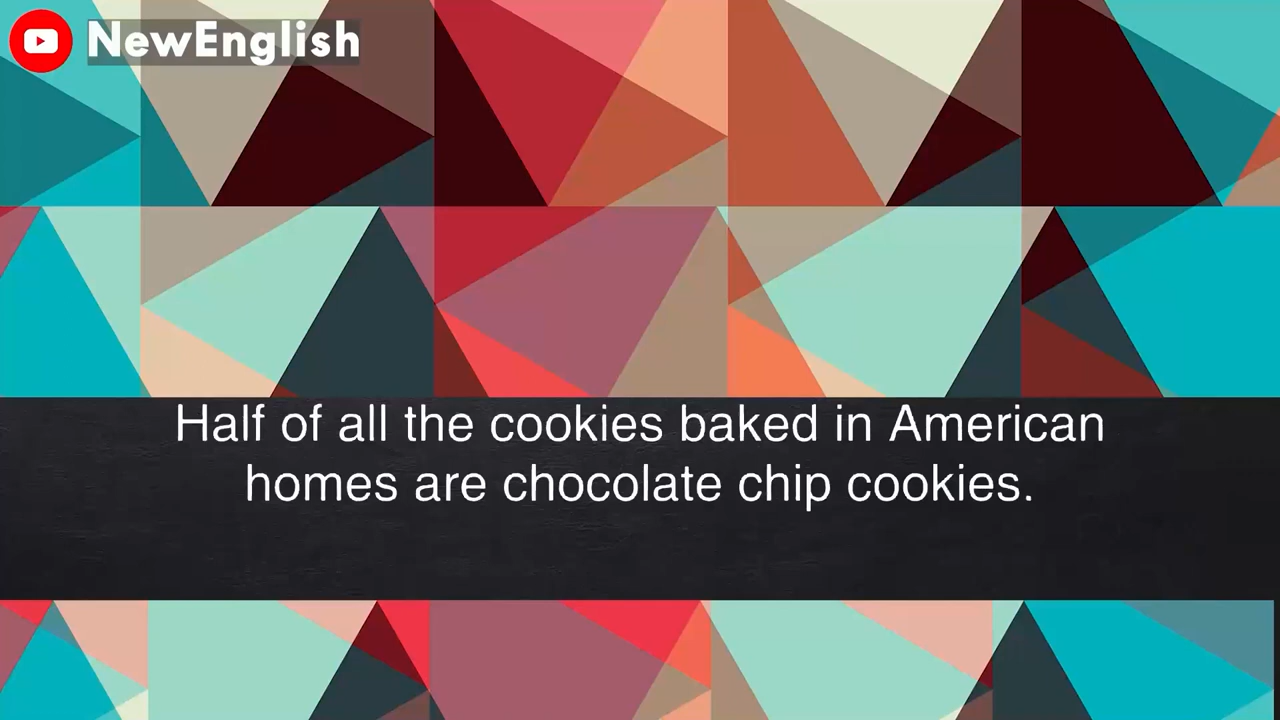 NewEnglish
Half of all the cookies baked in American
homes are chocolate chip cookies.